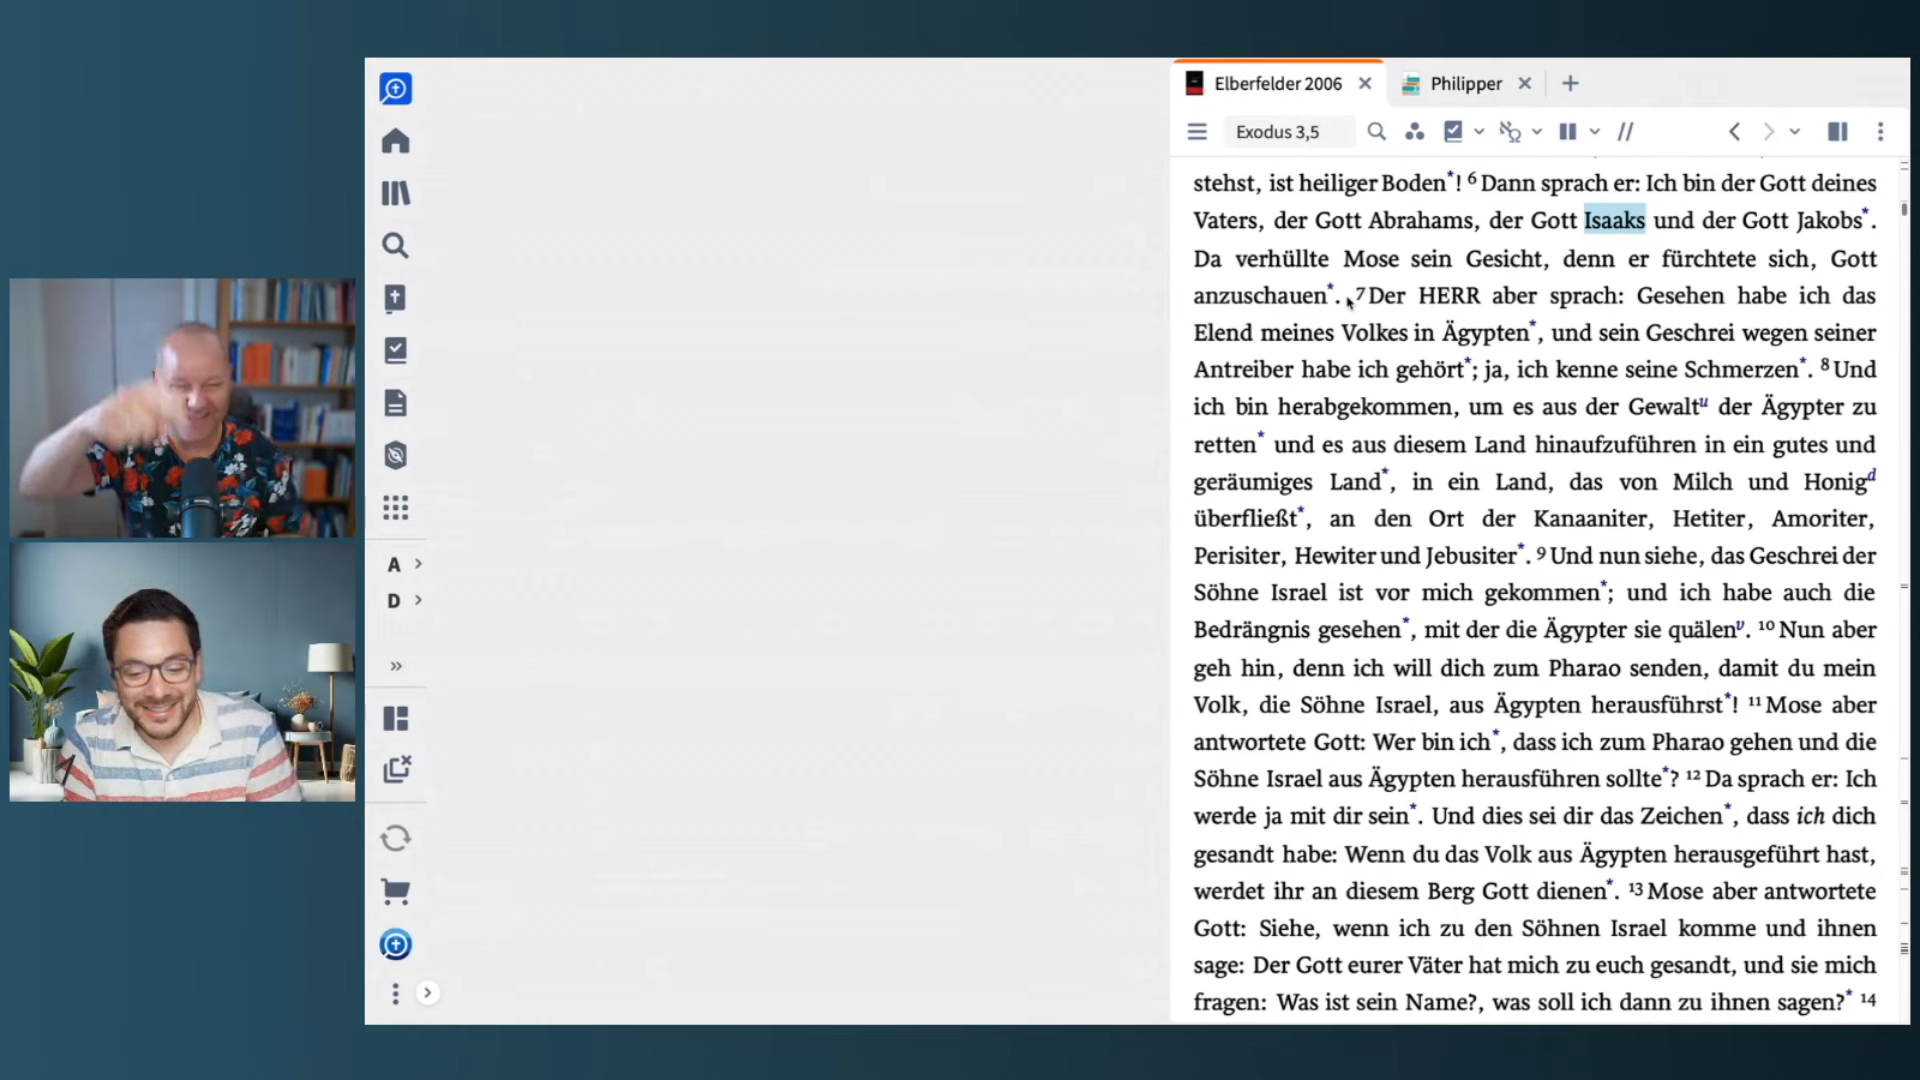 Elberfelder 2006
Philipper
Exodus 3,5
stehst, ist heiliger Boden*! 6 Dann sprach er: Ich bin der Gott deines
Vaters, der Gott Abrahams, der Gott Isaaks und der Gott Jakobs*.
Da verhüllte Mose sein Gesicht, denn er fürchtete sich, Gott
anzuschauen*. 7 Der HERR aber sprach: Gesehen habe ich das
Elend meines Volkes in Ägypten*, und sein Geschrei wegen seiner
Antreiber habe ich gehört*; ja, ich kenne seine Schmerzen*. 8 Und
ich bin herabgekommen, um es aus der Gewalt u der Ägypter zu
retten* und es aus diesem Land hinaufzuführen in ein gutes und
geräumiges Land*, in ein Land, das von Milch und Honig d
überfließt*, an den Ort der Kanaaniter, Hetiter, Amoriter,
Perisiter, Hewiter und Jebusiter*. 9 Und nun siehe, das Geschrei der
Söhne Israel ist vor mich gekommen*; und ich habe auch die
Bedrängnis gesehen*, mit der die Ägypter sie quälen v. 10 Nun aber
geh hin, denn ich will dich zum Pharao senden, damit du mein
Volk, die Söhne Israel, aus Ägypten herausführst*! 11 Mose aber
antwortete Gott: Wer bin ich*, dass ich zum Pharao gehen und die
Söhne Israel aus Ägypten herausführen sollte*? 12 Da sprach er: Ich
werde ja mit dir sein*. Und dies sei dir das Zeichen*, dass ich dich
gesandt habe: Wenn du das Volk aus Ägypten herausgeführt hast,
werdet ihr an diesem Berg Gott dienen*. 13 Mose aber antwortete
Gott: Siehe, wenn ich zu den Söhnen Israel komme und ihnen
sage: Der Gott eurer Väter hat mich zu euch gesandt, und sie mich
fragen: Was ist sein Name?, was soll ich dann zu ihnen sagen?* 14
A
D